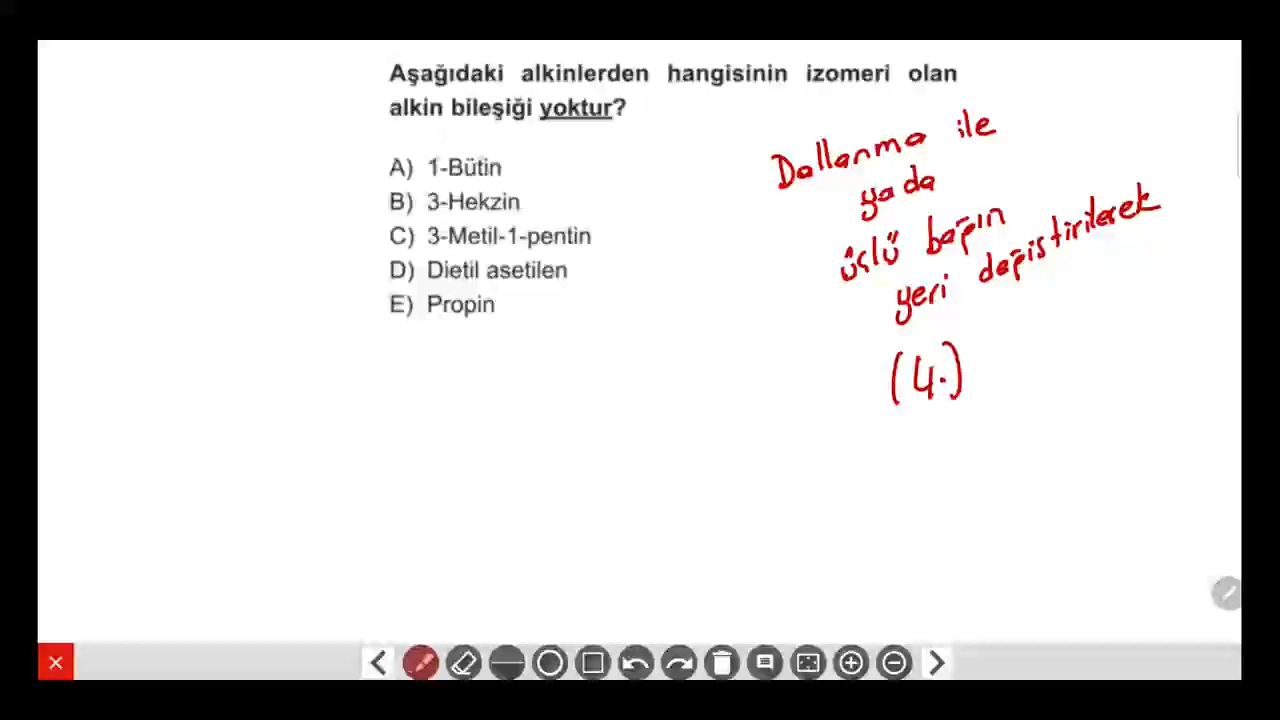 Aşağıdaki alkinlerden hangisinin izomeri olan
alkin bileşiği yoktur?
A) 1-Bütin
B) 3-Hekzin
C) 3-Metil-1-pentin
D) Dietil asetilen
E) Propin
Dallanma ile
ya da
üçlü bağın
yeri değiştirilerek
(4.)